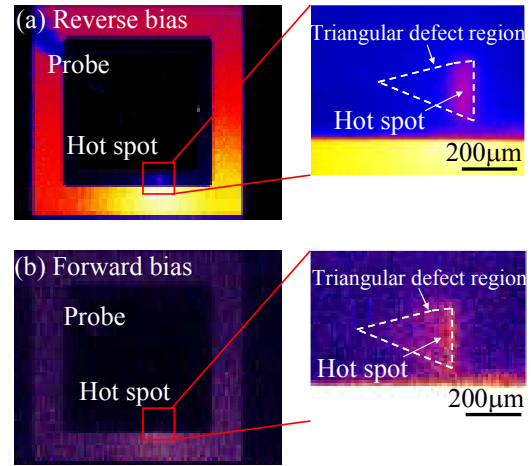 (a) Reverse bias
Probe
Hot spot
Triangular defect region
Hot spot
200μm
(b) Forward bias
Probe
Hot spot
Triangular defect region
Hot spot
200μm